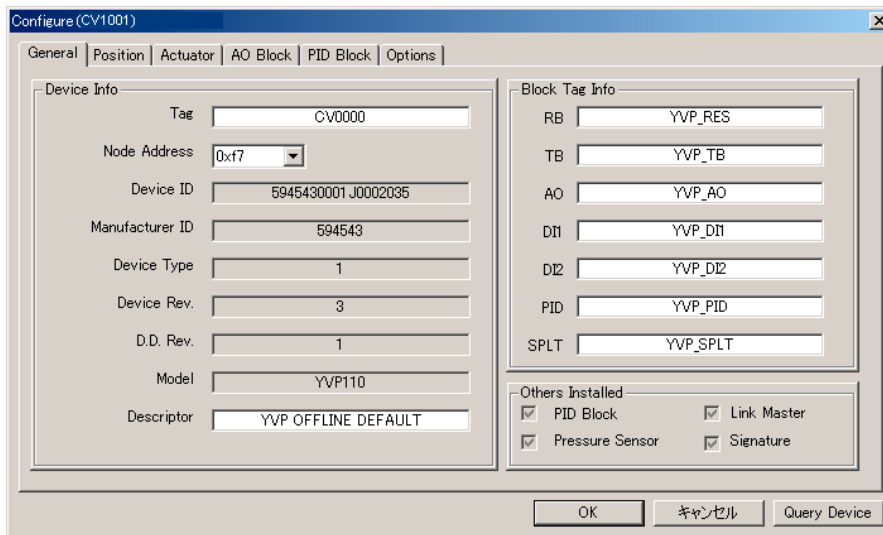 Configure (CV1001)
General Position Actuator AO Block PID Block Options
Device Info
Tag CV0000
Node Address 0xf7
Device ID 5945430001J0002035
Manufacturer ID 594543
Device Type 1
Device Rev. 3
D.D. Rev. 1
Model YVP110
Descriptor YVP OFFLINE DEFAULT
Block Tag Info
RB YVP_RES
TB YVP_TB
AO YVP_AO
DI1 YVP_DI1
DI2 YVP_DI2
PID YVP_PID
SPLT YVP_SPLT
Others Installed
PID Block Link Master
Pressure Sensor Signature
OK キャンセル Query Device